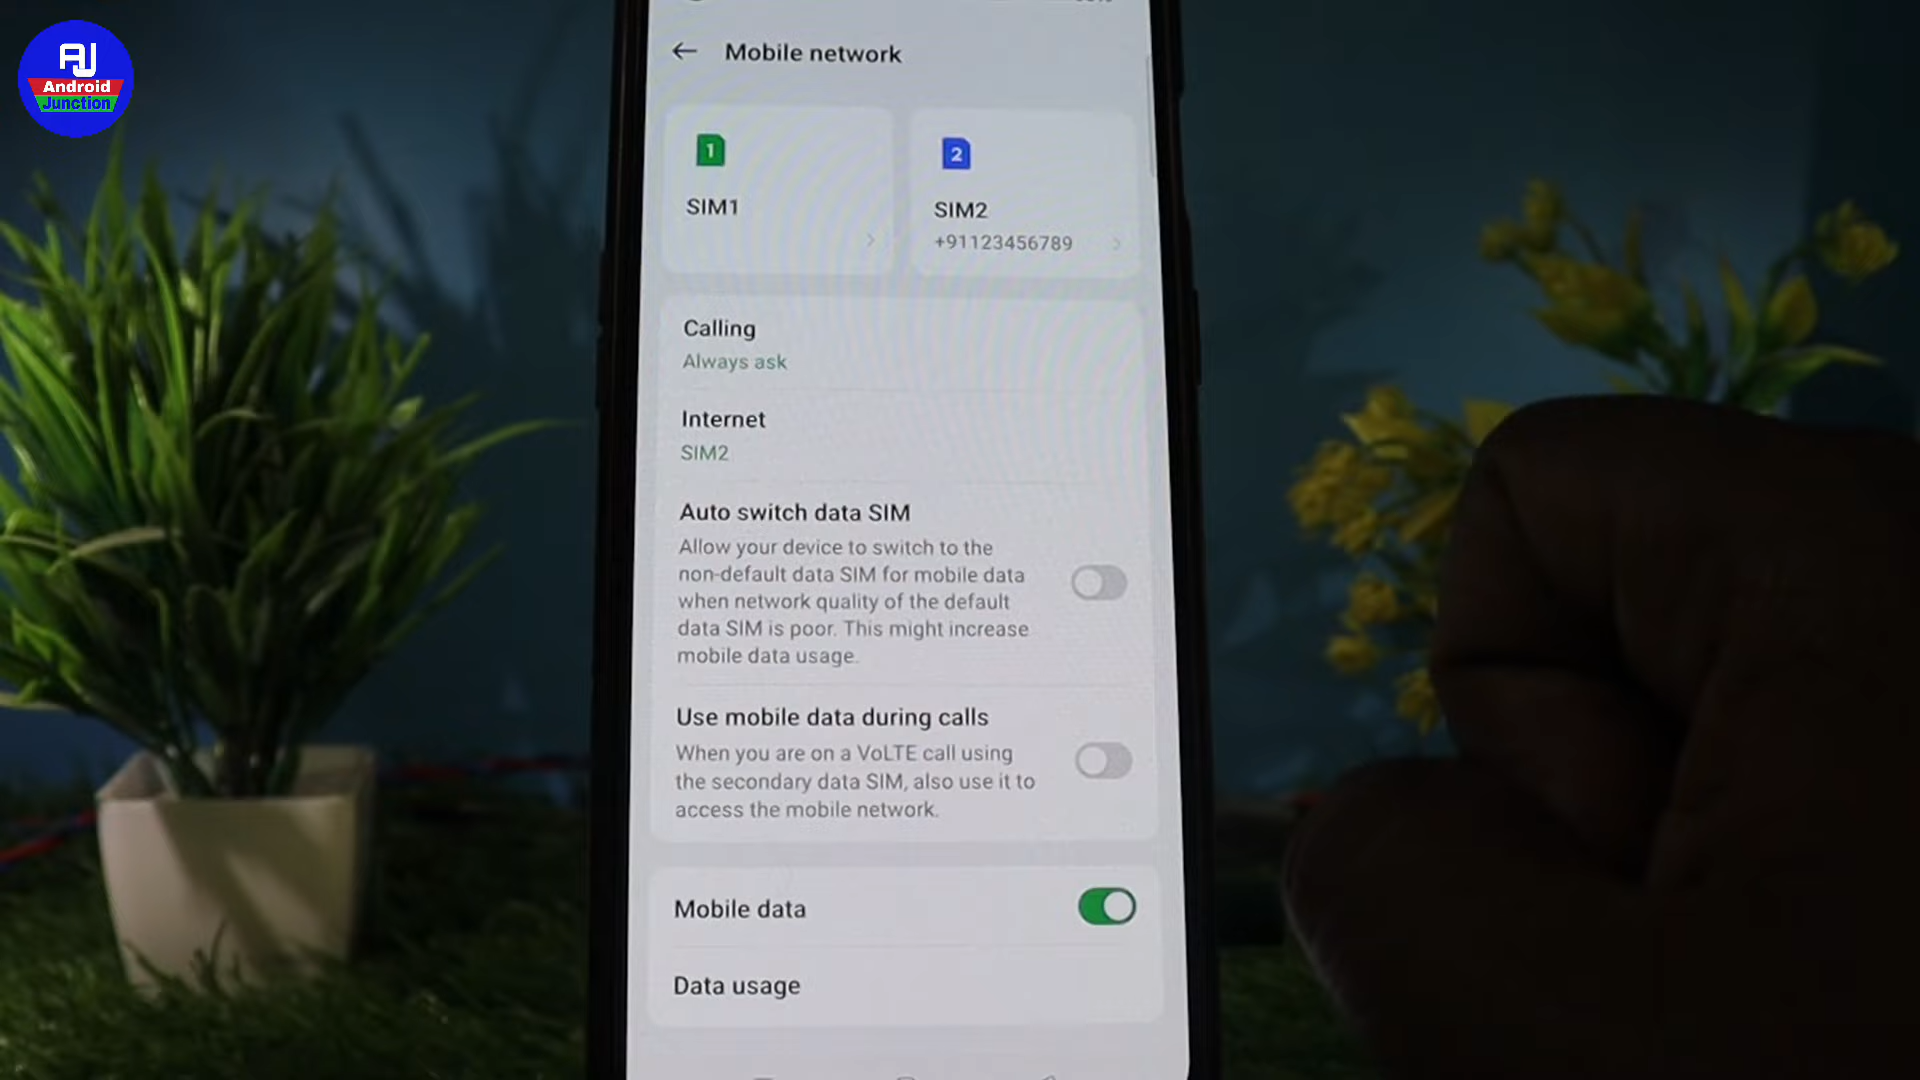 AJ
Android
Junction
Mobile network
1
2
SIM1
SIM2
+91123456789
Calling
Always ask
Internet
SIM2
Auto switch data SIM
Allow your device to switch to the
non-default data SIM for mobile data
when network quality of the default
data SIM is poor. This might increase
mobile data usage.
Use mobile data during calls
When you are on a VoLTE call using
the secondary data SIM, also use it to
access the mobile network.
Mobile data
Data usage